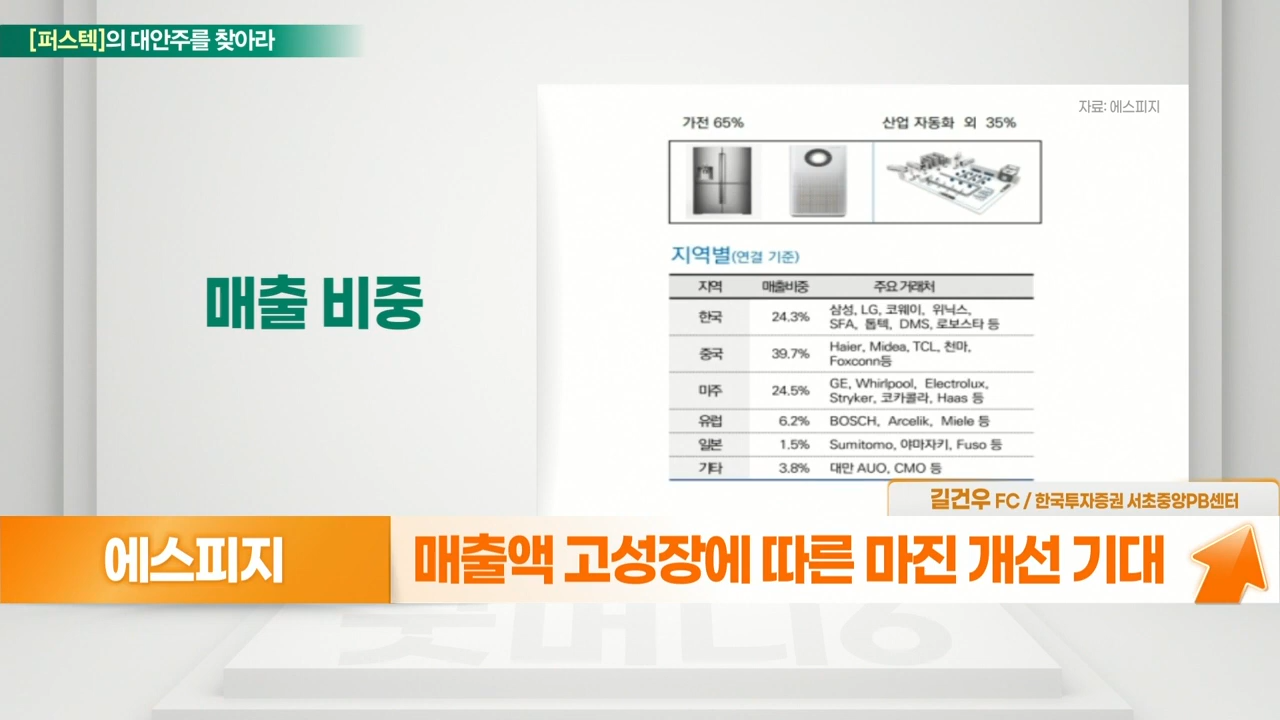 [퍼스텍]의 대안주를 찾아라
자료: 에스피지
가전 65%
산업 자동화 외 35%
매출 비중
지역별(연결 기준)
지역 매출비중 주요 거래처
한국 24.3% 삼성, LG, 코웨이, 위닉스,
SFA, 톱텍, DMS, 로보스타 등
중국 39.7% Haier, Midea, TCL, 천마,
Foxconn등
미주 24.5% GE, Whirlpool, Electrolux,
Stryker, 코카콜라, Haas 등
유럽 6.2% BOSCH, Arcelik, Miele 등
일본 1.5% Sumitomo, 야마자키, Fuso 등
기타 3.8% 대만 AUO, CMO 등
길건우 FC / 한국투자증권 서초중앙PB센터
에스피지
매출액 고성장에 따른 마진 개선 기대